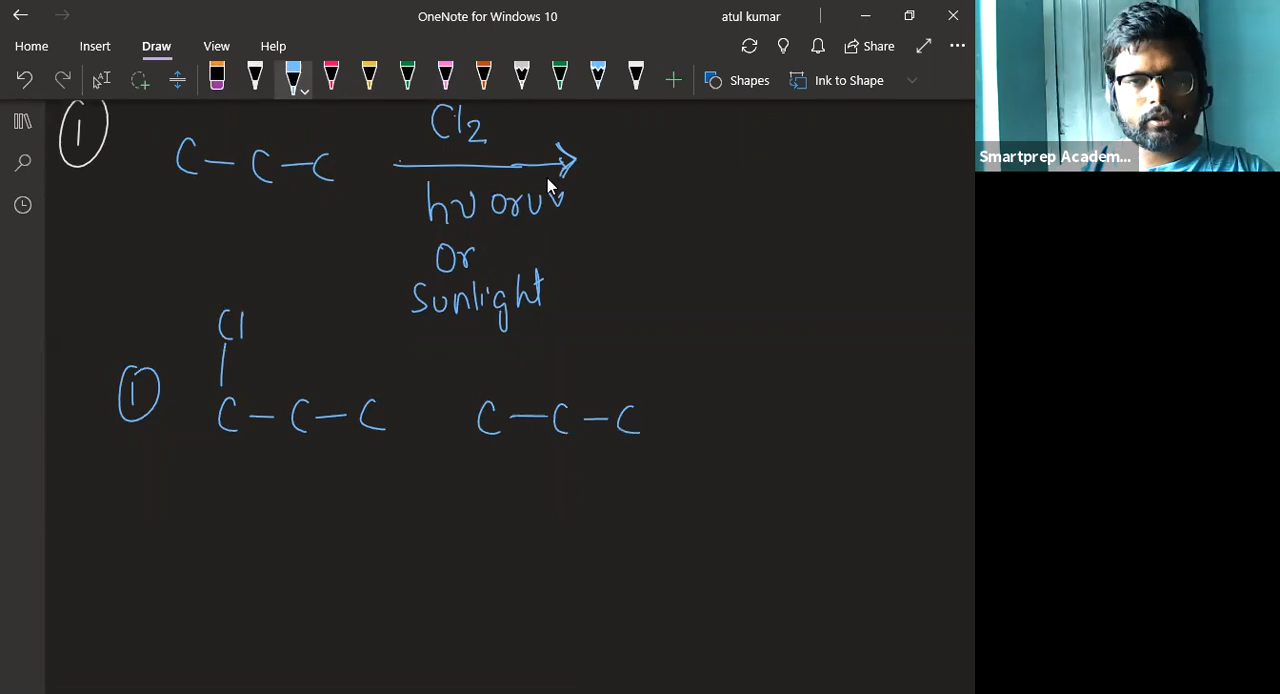 OneNote for Windows 10
atul kumar
Home Insert Draw View Help
Share
Shapes
Ink to Shape
Smartprep Academ...
1
Cl2
C - C - C
hν or uv
or
sunlight
Cl
1
C - C - C
C - C - C